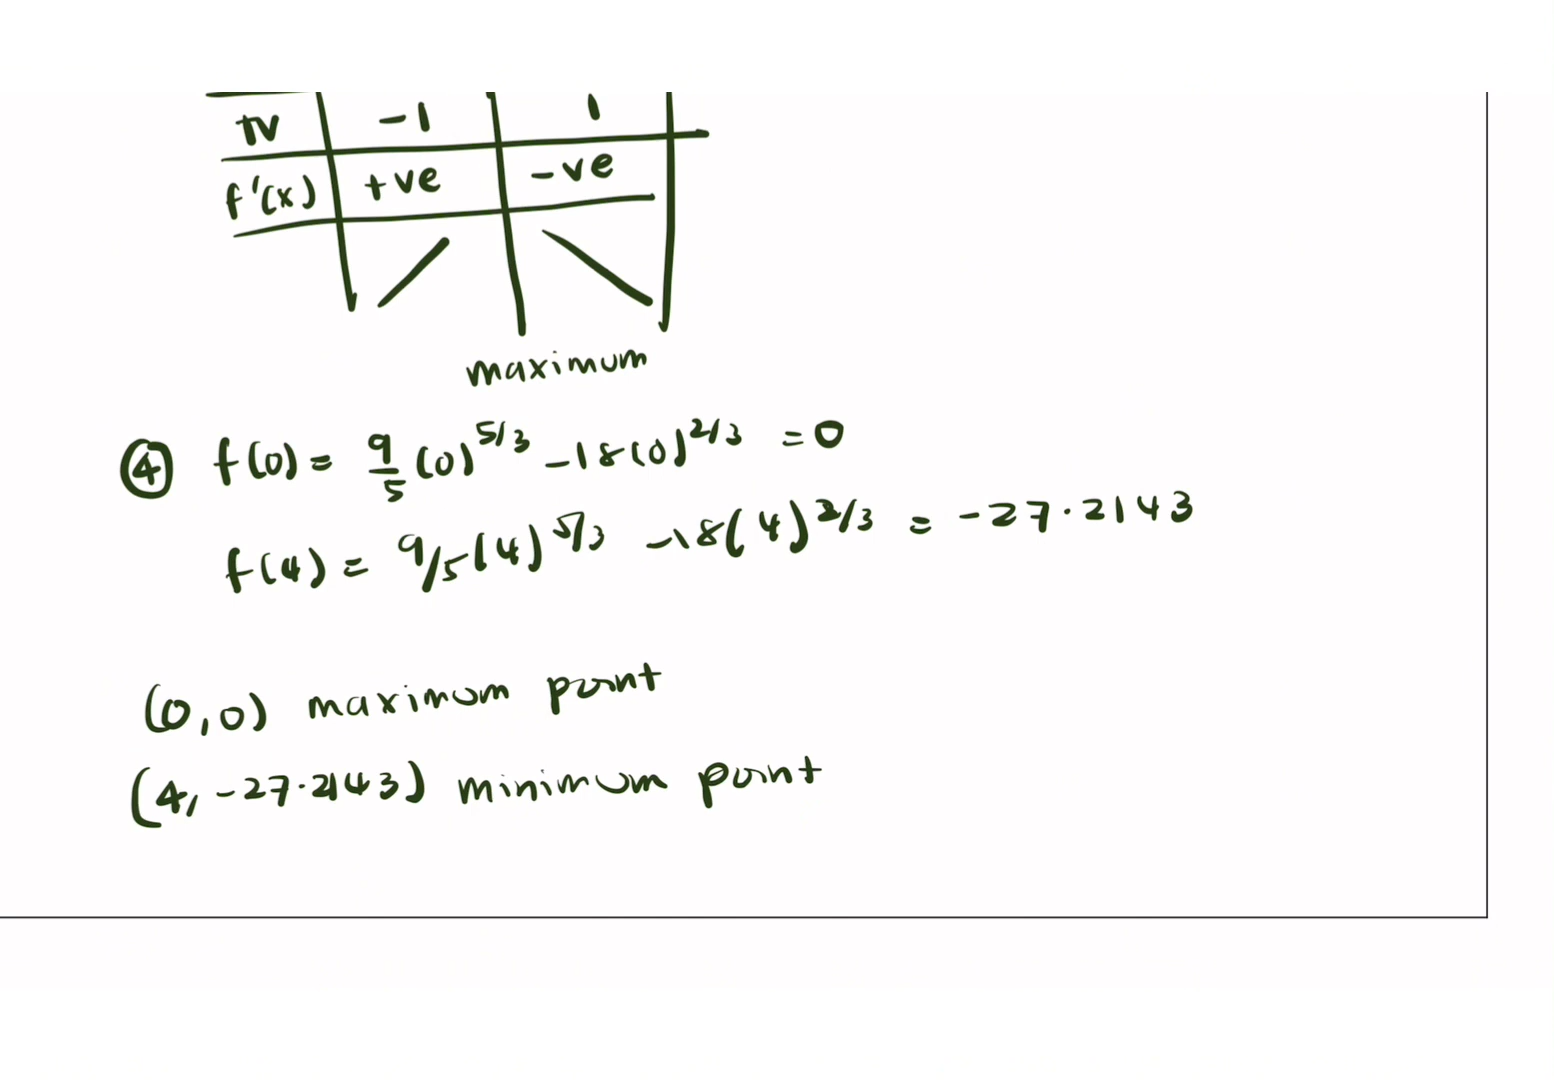 TV -1 1
f'(x) +ve -ve
maximum
④ f(0) = 9/5 (0)^5/3 -18(0)^2/3 = 0
f(4) = 9/5(4)^5/3 -18(4)^2/3 = -27.2143
(0,0) maximum point
(4, -27.2143) minimum point